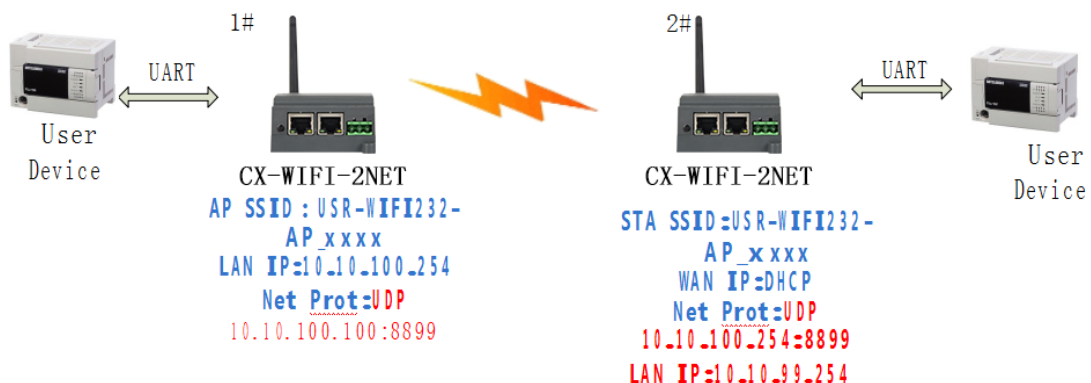 1#
2#
UART
UART
User
Device
User
Device
CX-WIFI-2NET
AP SSID：USR-WIFI232-
AP_xxxx
LAN IP:10.10.100.254
Net Prot:UDP
10.10.100.100:8899
CX-WIFI-2NET
STA SSID:USR-WIFI232-
AP_xxxx
WAN IP:DHCP
Net Prot:UDP
10.10.100.254:8899
LAN IP:10.10.99.254